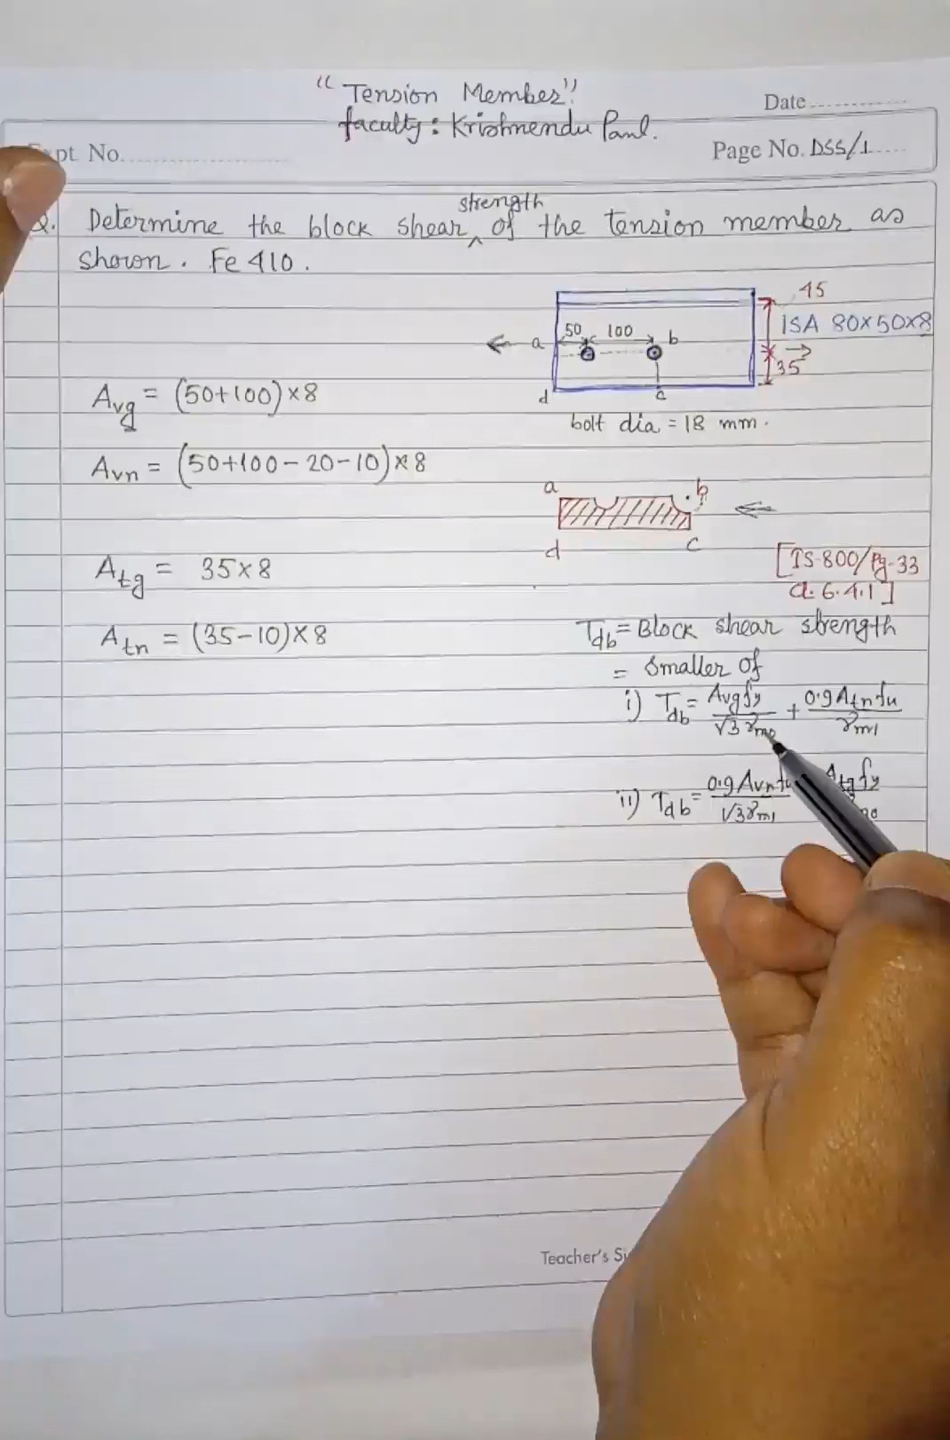 "Tension Member"
faculty: Krishnendu Paul.
Date
Expt. No.
Page No. DSS/1
strength
Q. Determine the block shear ^ of the tension member as
shown. Fe 410.
45
50 100 ISA 80×50×8
a b
35
d c
bolt dia = 18 mm.
Avg = (50+100)×8
Avn = (50+100-20-10)×8
a b
d c
[IS-800/Pg-33
Cl. 6.4.1]
Atg = 35×8
Atn = (35-10)×8
Tdb = Block shear strength
= Smaller of
i) Tdb = Avg fy / √3 γm0 + 0.9 Atn fu / γm1
ii) Tdb = 0.9 Avn fu / √3 γm1 Atg fy / m0
Teacher's